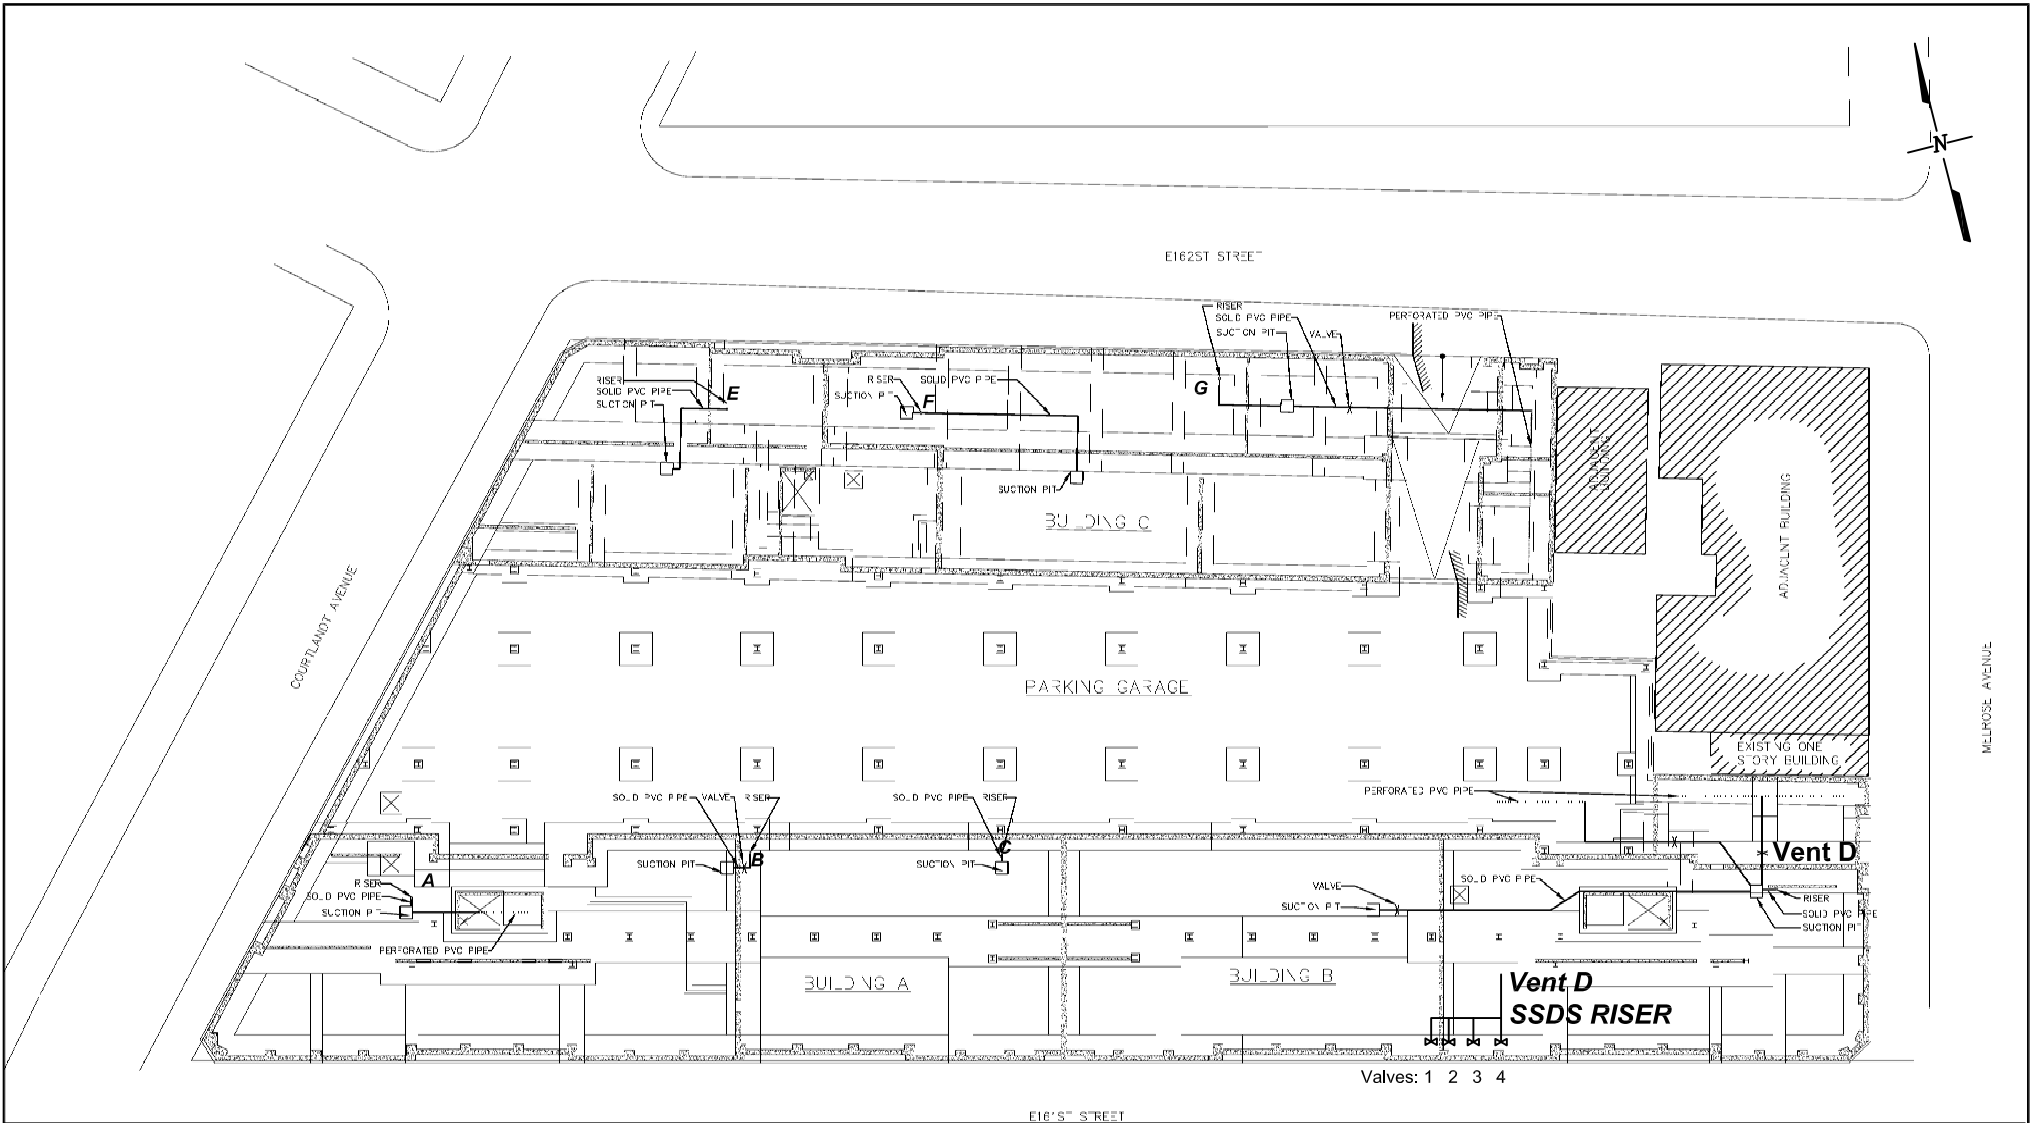 N
E162ST STREET
RISER
SOLID PVC PIPE
SUCTION PIT
VALVE
PERFORATED PVC PIPE
G
RISER
SOLID PVC PIPE
SUCTION PIT
E
RISER
SOLID PVC PIPE
SUCTION PIT
F
SUCTION PIT
BUILDING C
ADJACENT
BUILDING
ADJACENT BUILDING
COURTLANDT AVENUE
PARKING GARAGE
MELROSE AVENUE
EXISTING ONE
STORY BUILDING
SOLID PVC PIPE
VALVE
RISER
SOLID PVC PIPE
RISER
PERFORATED PVC PIPE
SUCTION PIT
B
SUCTION PIT
C
Vent D
A
RISER
SOLID PVC PIPE
SUCTION PIT
PERFORATED PVC PIPE
VALVE
SUCTION PIT
SOLID PVC PIPE
RISER
SOLID PVC PIPE
SUCTION PIT
BUILDING A
BUILDING B
Vent D
SSDS RISER
Valves: 1 2 3 4
E161ST STREET